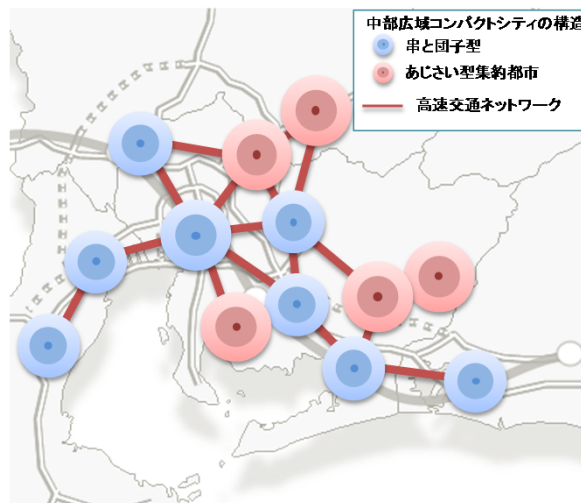 中部広域コンパクトシティの構造
串と団子型
あじさい型集約都市
高速交通ネットワーク